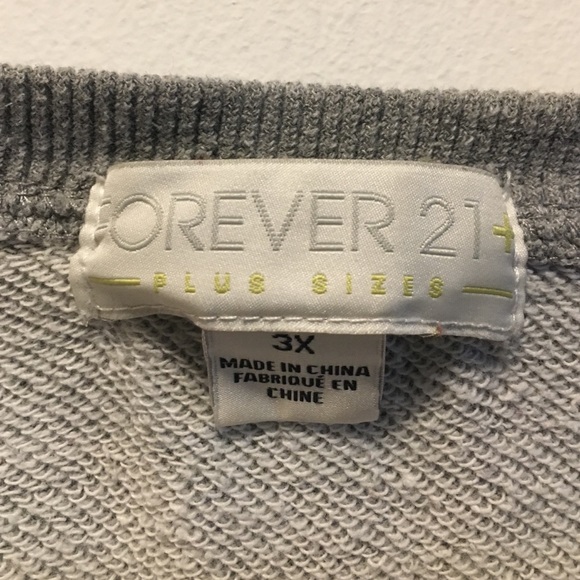 FOREVER 21+
PLUS SIZES
3X
MADE IN CHINA
FABRIQUÉ EN
CHINE